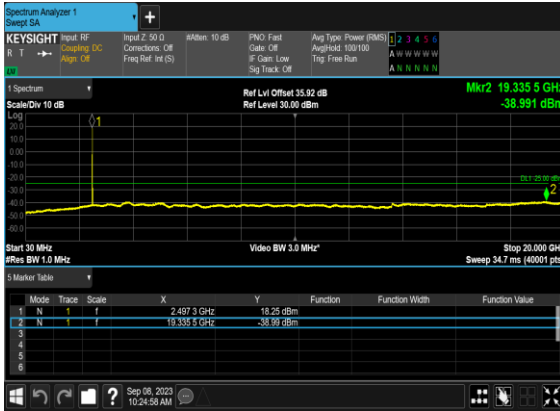 Spectrum Analyzer 1
Swept SA
+
KEYSIGHT Input: RF Input Z: 50 Ω #Atten: 10 dB PNO: Fast Avg Type: Power (RMS) 1 2 3 4 5 6
R T Coupling: DC Corrections: Off Gate: Off Avg|Hold: 100/100 A W W W W W
Align: Off Freq Ref: Int (S) IF Gain: Low Trig: Free Run
Sig Track: Off A N N N N N
1 Spectrum Ref Lvl Offset 35.92 dB Mkr2 19.335 5 GHz
Scale/Div 10 dB Ref Level 30.00 dBm -38.991 dBm
Log
20.0 1
10.0
0.00
-10.0
-20.0 DL1 -25.00 dBm
-30.0 2
-40.0
-50.0
-60.0
Start 30 MHz Video BW 3.0 MHz* Stop 20.000 GH
#Res BW 1.0 MHz Sweep 34.7 ms (40001 pts
5 Marker Table
Mode Trace Scale X Y Function Function Width Function Value
1 N 1 f 2.497 3 GHz 18.25 dBm
2 N 1 f 19.335 5 GHz -38.99 dBm
3
4
5
6
? Sep 08, 2023
10:24:58 AM